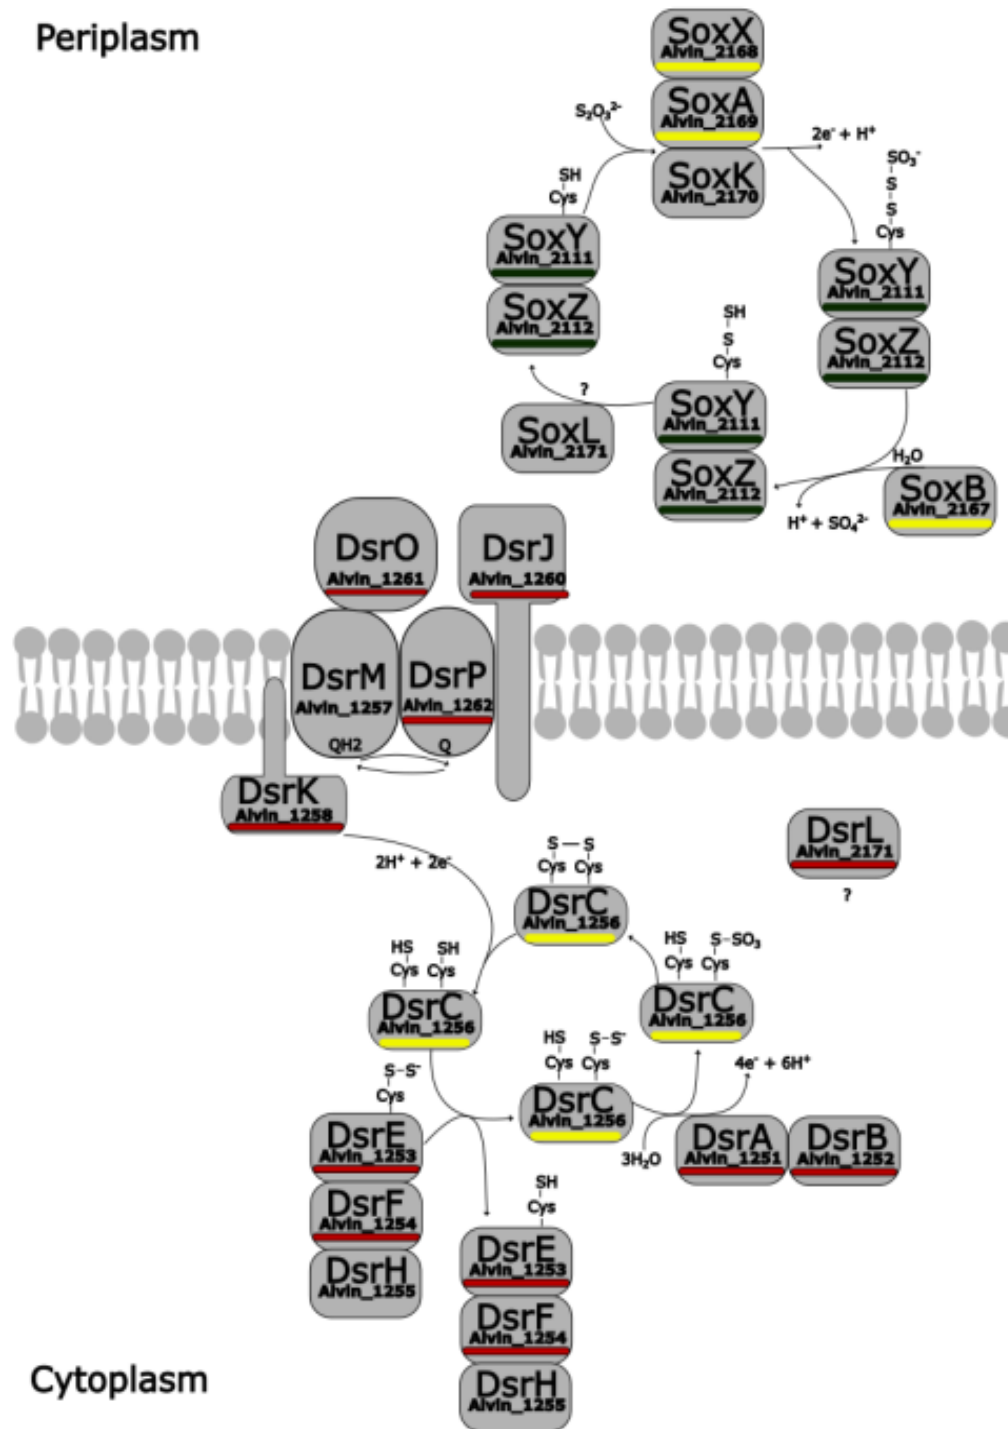 Periplasm
SoxX
Alvin_2168
SoxA
Alvin_2169
SoxK
Alvin_2170
S₂O₃²⁻
2e⁻ + H⁺
SH
Cys
SoxY
Alvin_2111
SoxZ
Alvin_2112
SO₃⁻
S
S
Cys
SoxY
Alvin_2111
SoxZ
Alvin_2112
SH
S
Cys
SoxY
Alvin_2111
SoxZ
Alvin_2112
?
SoxL
Alvin_2171
H₂O
SoxB
Alvin_2167
H⁺ + SO₄²⁻
DsrO
Alvin_1261
DsrJ
Alvin_1260
DsrM
Alvin_1257
QH2
DsrP
Alvin_1262
Q
DsrK
Alvin_1258
2H⁺ + 2e⁻
DsrL
Alvin_2171
?
S — S
Cys Cys
DsrC
Alvin_1256
HS SH
Cys Cys
DsrC
Alvin_1256
HS S-SO₃
Cys Cys
DsrC
Alvin_1256
HS S-S⁻
Cys Cys
DsrC
Alvin_1256
4e⁻ + 6H⁺
3H₂O
DsrA
Alvin_1251
DsrB
Alvin_1252
S-S⁻
Cys
DsrE
Alvin_1253
DsrF
Alvin_1254
DsrH
Alvin_1255
SH
Cys
DsrE
Alvin_1253
DsrF
Alvin_1254
DsrH
Alvin_1255
Cytoplasm